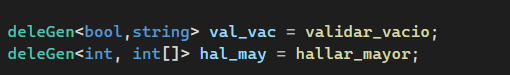 deleGen<bool,string> val_vac = validar_vacio;
deleGen<int, int[]> hal_may = hallar_mayor;